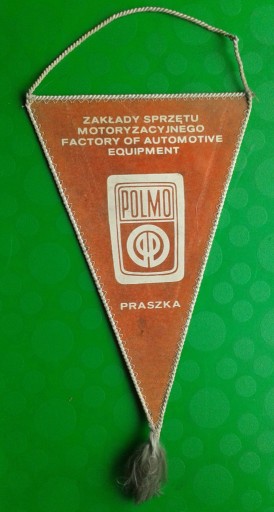 ZAKŁADY SPRZĘTU
MOTORYZACYJNEGO
FACTORY OF AUTOMOTIVE
EQUIPMENT
POLMO
PRASZKA